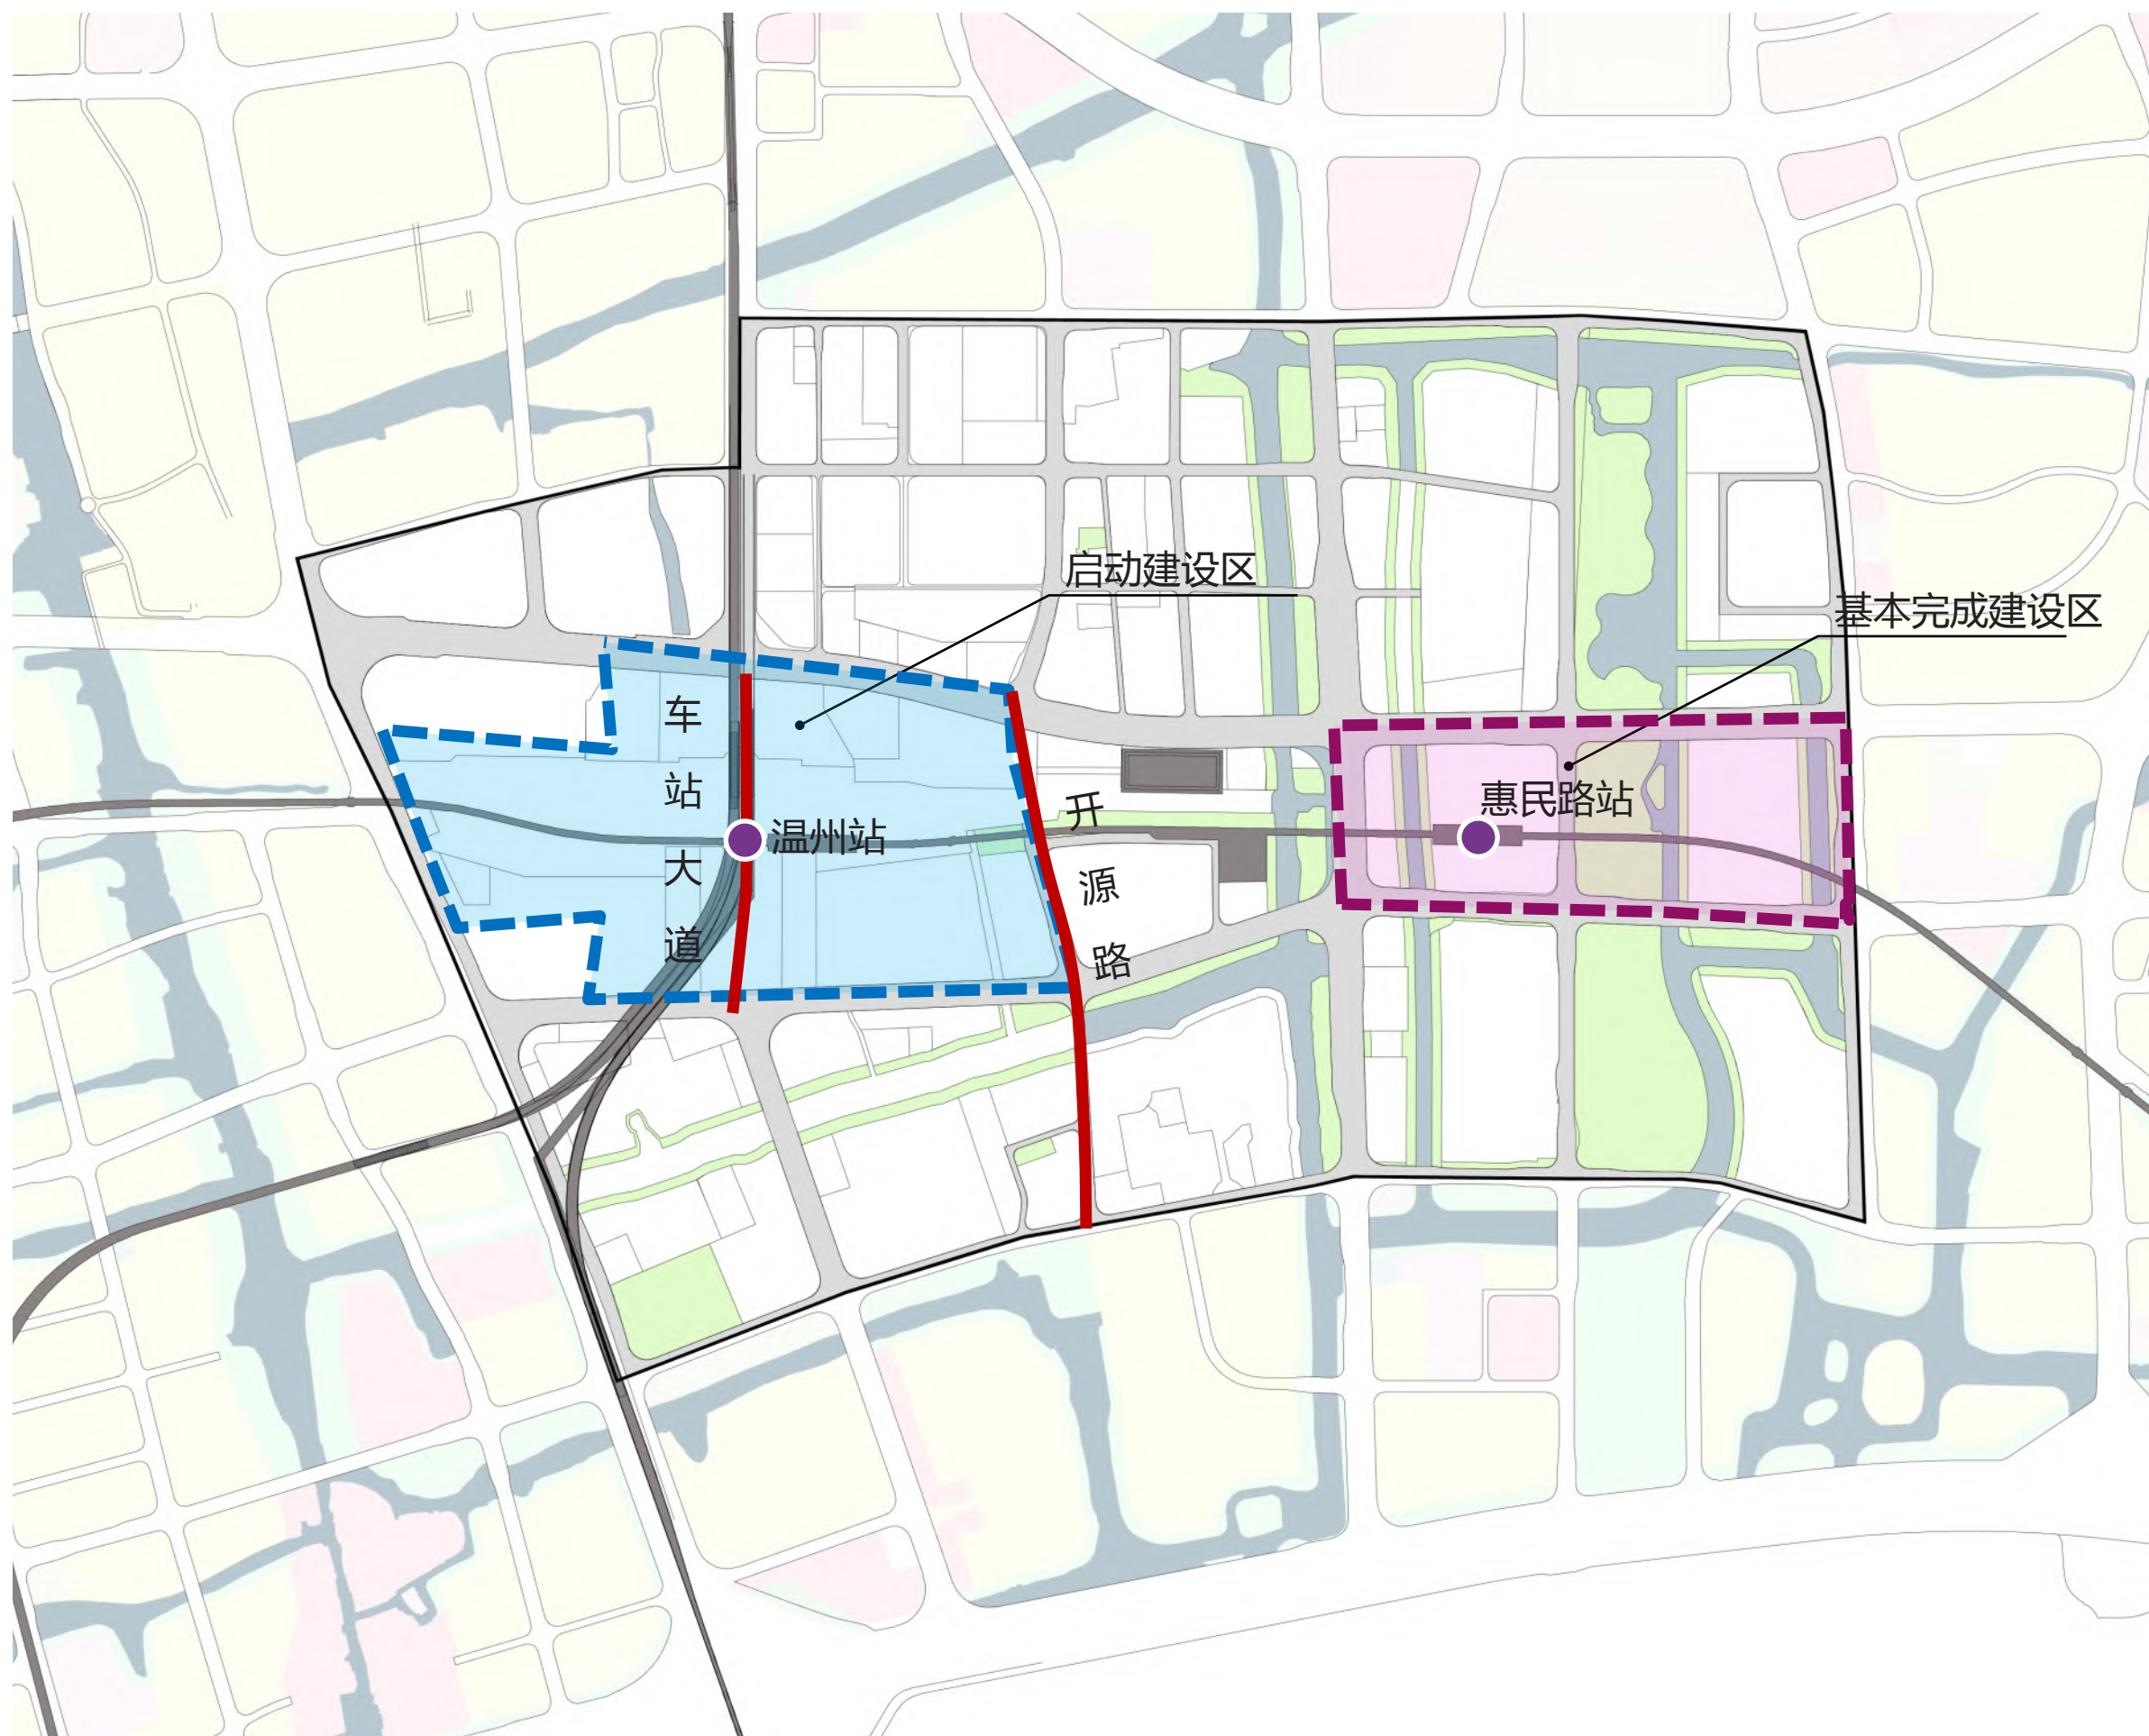 启动建设区
基本完成建设区
车站大道
温州站
开源路
惠民路站